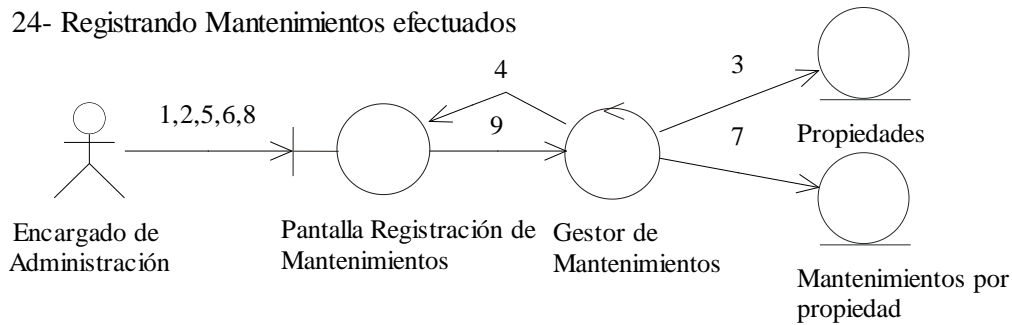 24- Registrando Mantenimientos efectuados
4
3
1,2,5,6,8
9
Propiedades
7
Encargado de
Administración
Pantalla Registración de
Mantenimientos
Gestor de
Mantenimientos
Mantenimientos por
propiedad